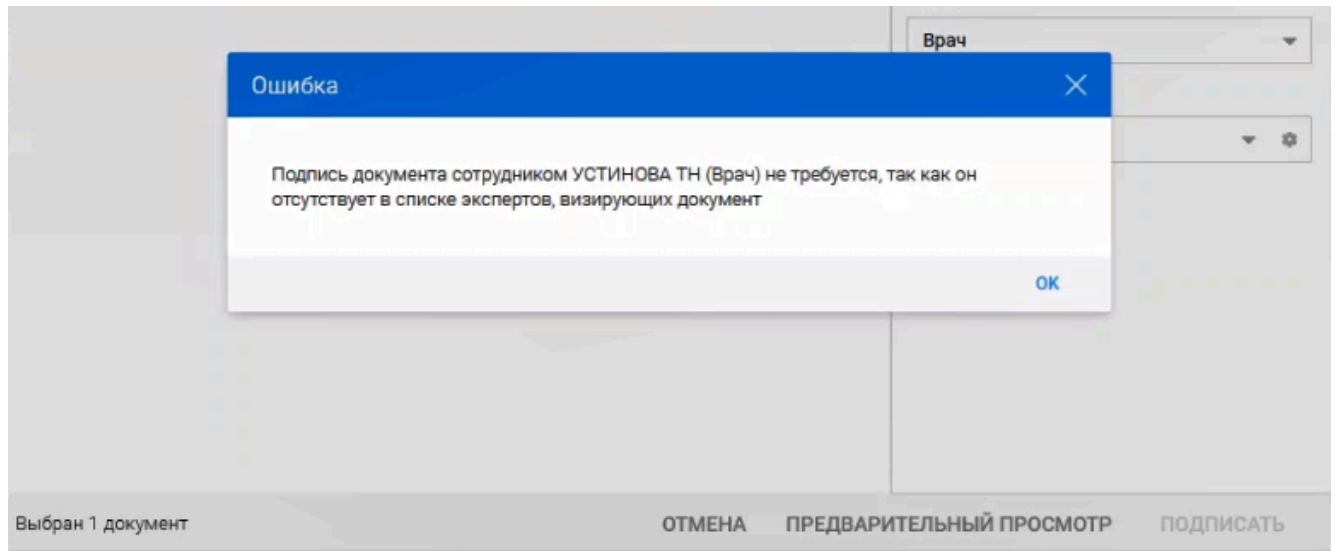 Врач
Ошибка
Подпись документа сотрудником УСТИНОВА ТН (Врач) не требуется, так как он
отсутствует в списке экспертов, визирующих документ
ОК
Выбран 1 документ
ОТМЕНА
ПРЕДВАРИТЕЛЬНЫЙ ПРОСМОТР
ПОДПИСАТЬ